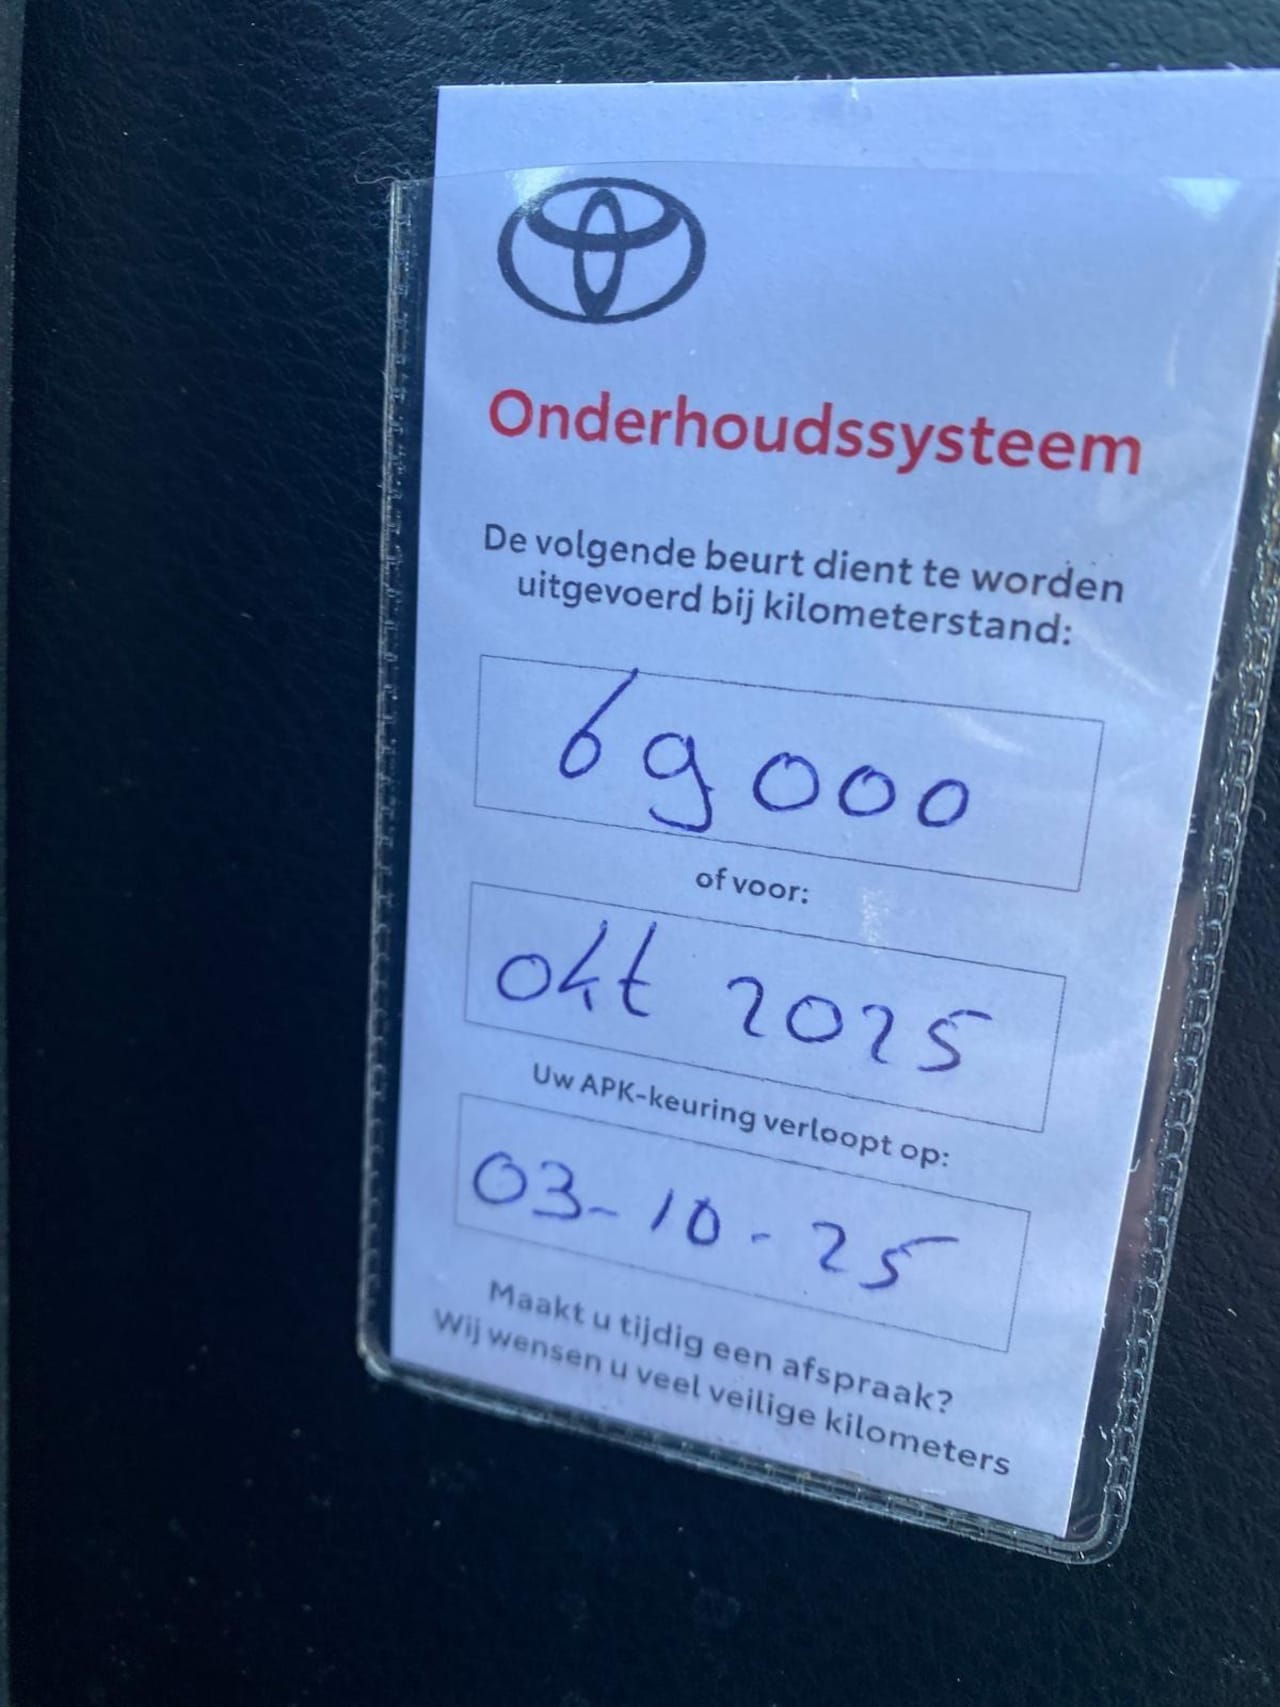 Onderhoudssysteem
De volgende beurt dient te worden
uitgevoerd bij kilometerstand:
69000
of voor:
okt 2025
Uw APK-keuring verloopt op:
03-10-25
Maakt u tijdig een afspraak?
Wij wensen u veel veilige kilometers